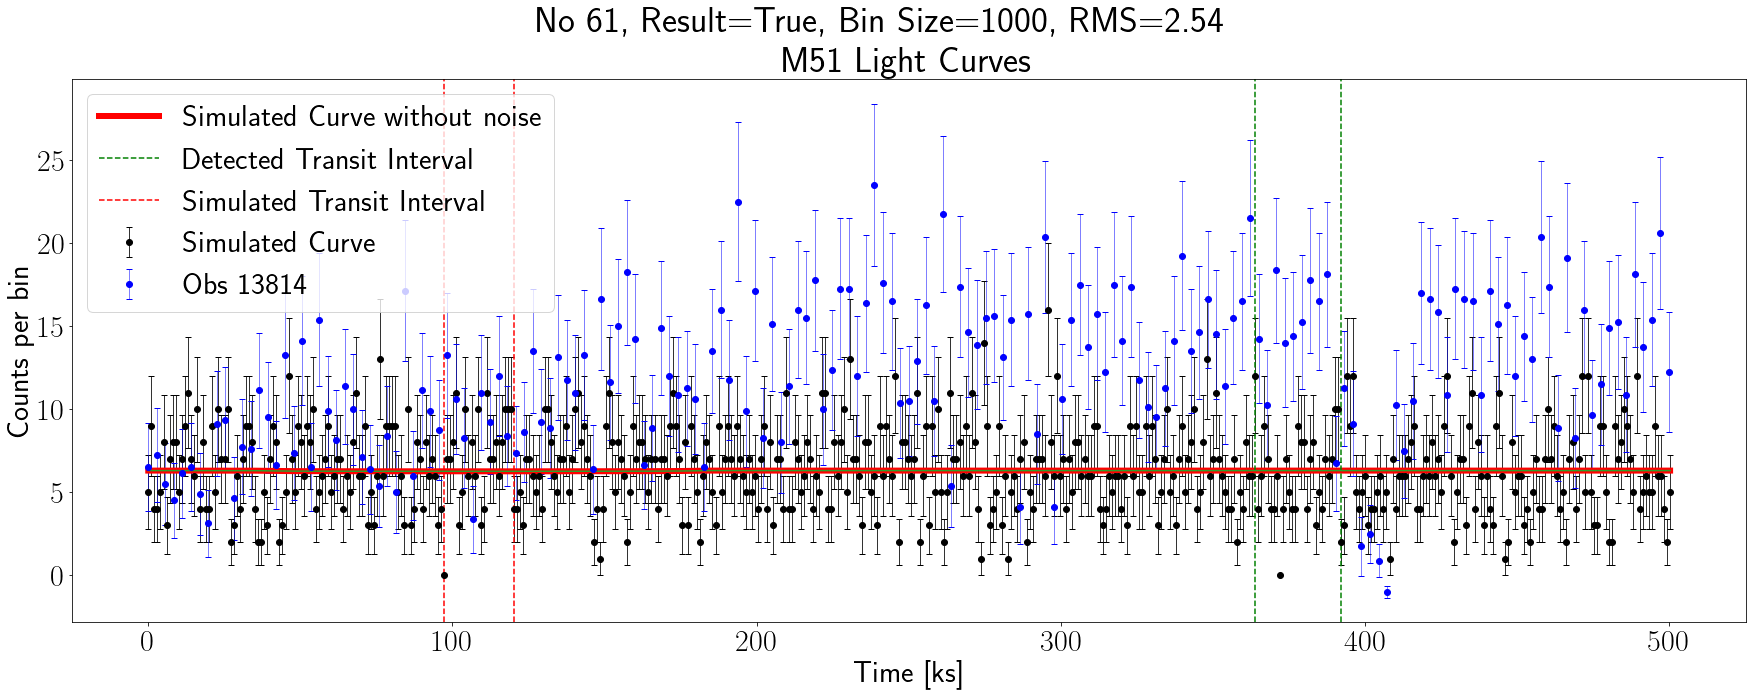 No 61, Result=True, Bin Size=1000, RMS=2.54
M51 Light Curves
Simulated Curve without noise
Detected Transit Interval
Simulated Transit Interval
Simulated Curve
Obs 13814
Counts per bin
25
20
15
10
5
0
0 100 200 300 400 500
Time [ks]